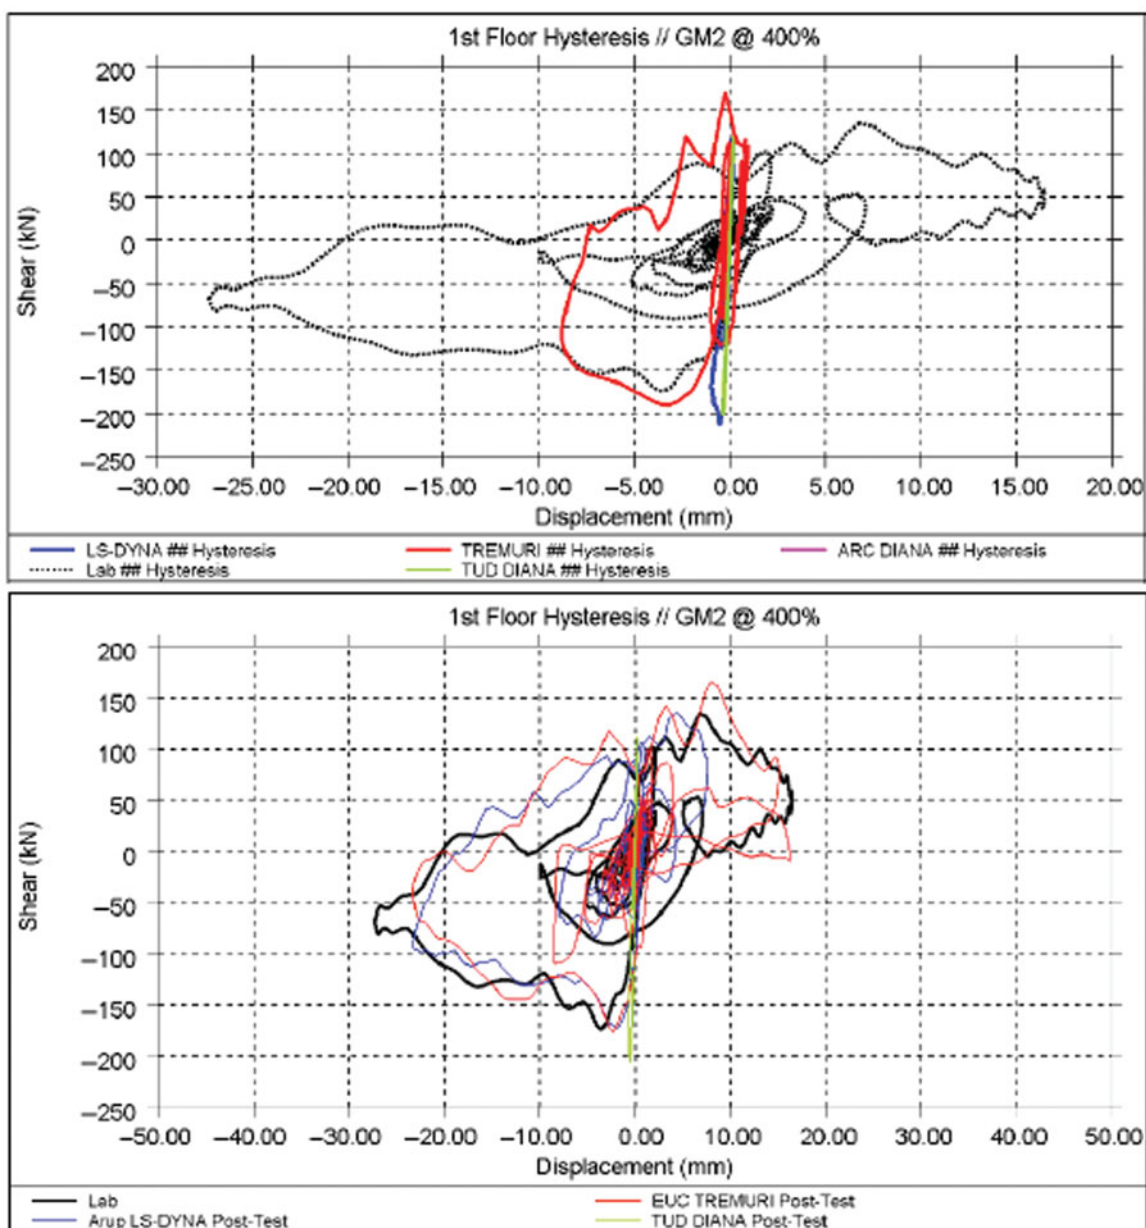 1st Floor Hysteresis // GM2 @ 400%
200
150
100
50
0
–50
–100
–150
–200
–250
Shear (kN)
–30.00 –25.00 –20.00 –15.00 –10.00 –5.00 0.00 5.00 10.00 15.00 20.00
Displacement (mm)
LS-DYNA ## Hysteresis TREMURI ## Hysteresis ARC DIANA ## Hysteresis
Lab ## Hysteresis TUD DIANA ## Hysteresis
1st Floor Hysteresis // GM2 @ 400%
200
150
100
50
0
–50
–100
–150
–200
–250
Shear (kN)
–50.00 –40.00 –30.00 –20.00 –10.00 0.00 10.00 20.00 30.00 40.00 50.00
Displacement (mm)
Lab EUC TREMURI Post-Test
Arup LS-DYNA Post-Test TUD DIANA Post-Test